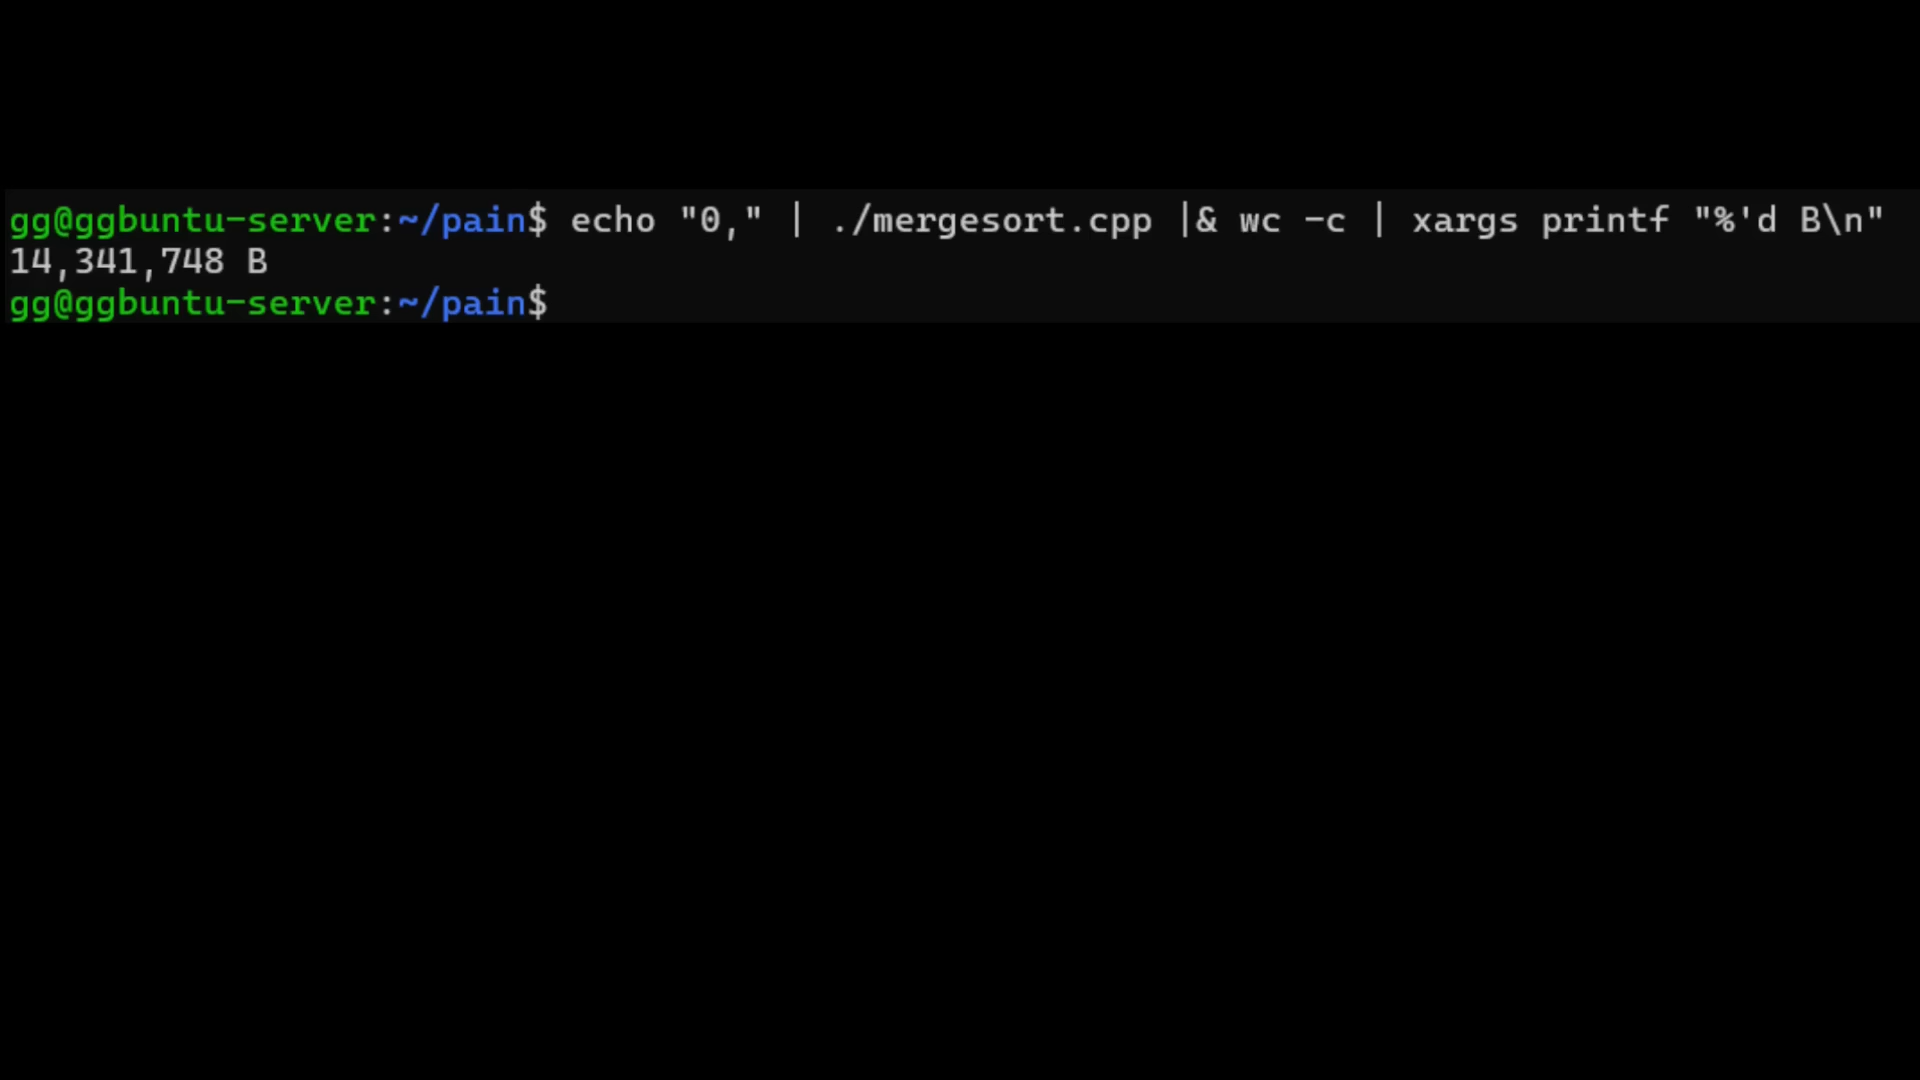 gg@ggbuntu-server:~/pain$ echo "0," | ./mergesort.cpp |& wc -c | xargs printf "%'d B\n"
14,341,748 B
gg@ggbuntu-server:~/pain$